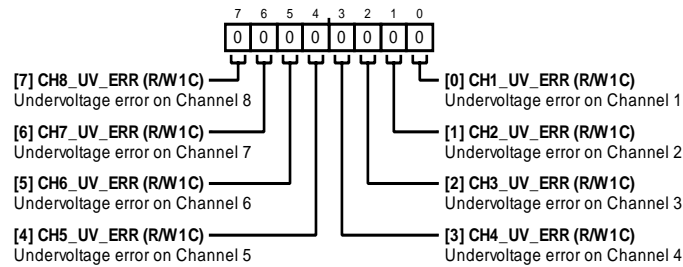 7 6 5 4 3 2 1 0
0 0 0 0 0 0 0 0
[7] CH8_UV_ERR (R/W1C)
Undervoltage error on Channel 8
[6] CH7_UV_ERR (R/W1C)
Undervoltage error on Channel 7
[5] CH6_UV_ERR (R/W1C)
Undervoltage error on Channel 6
[4] CH5_UV_ERR (R/W1C)
Undervoltage error on Channel 5
[0] CH1_UV_ERR (R/W1C)
Undervoltage error on Channel 1
[1] CH2_UV_ERR (R/W1C)
Undervoltage error on Channel 2
[2] CH3_UV_ERR (R/W1C)
Undervoltage error on Channel 3
[3] CH4_UV_ERR (R/W1C)
Undervoltage error on Channel 4